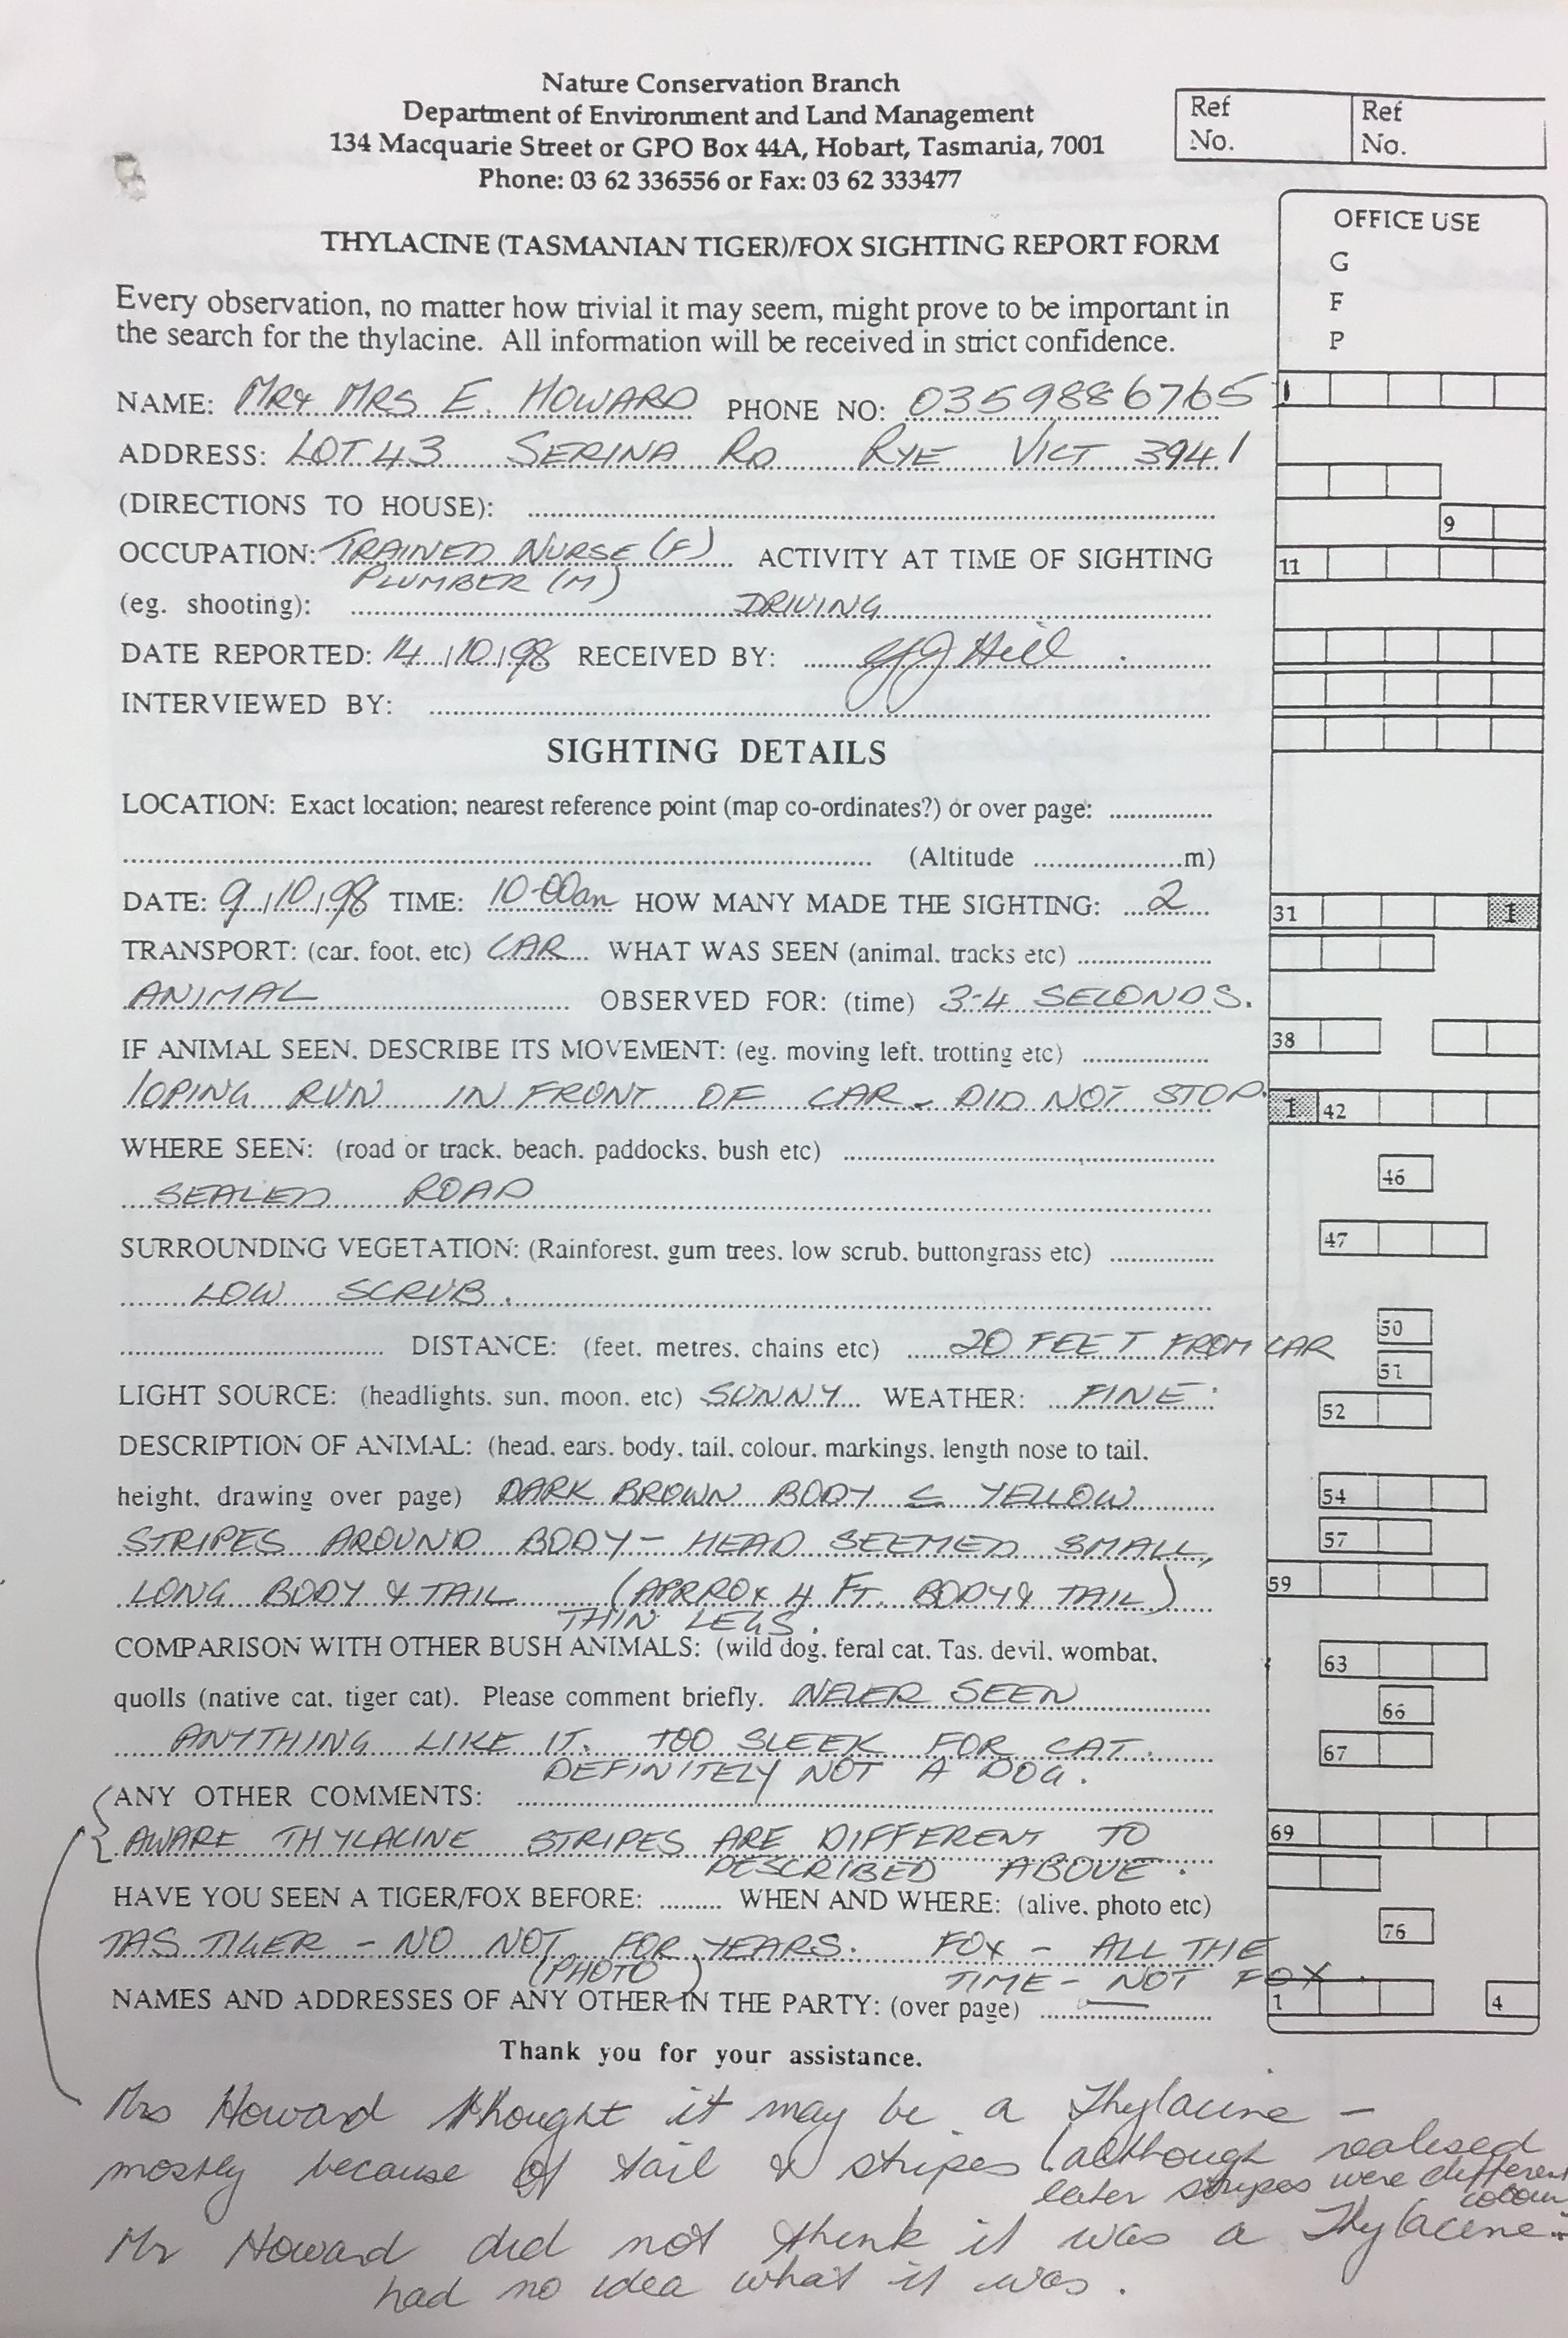 Nature Conservation Branch
Department of Environment and Land Management
134 Macquarie Street or GPO Box 44A, Hobart, Tasmania, 7001
Phone: 03 62 336556 or Fax: 03 62 333477
Ref No. Ref No.
OFFICE USE
G
F
P
THYLACINE (TASMANIAN TIGER)/FOX SIGHTING REPORT FORM
Every observation, no matter how trivial it may seem, might prove to be important in
the search for the thylacine. All information will be received in strict confidence.
NAME: MR & MRS E. HOWARD PHONE NO: 0359886765 1
ADDRESS: LOT 43 SERINA RD RYE VICT 3941
(DIRECTIONS TO HOUSE):
9
OCCUPATION: TRAINED NURSE (F) ACTIVITY AT TIME OF SIGHTING 11
PLUMBER (M)
(eg. shooting): DRIVING
DATE REPORTED: 14/10/98 RECEIVED BY: Hill
INTERVIEWED BY:
SIGHTING DETAILS
LOCATION: Exact location; nearest reference point (map co-ordinates?) or over page:
(Altitude m)
DATE: 9/10/98 TIME: 10-00am HOW MANY MADE THE SIGHTING: 2 31 I
TRANSPORT: (car, foot, etc) CAR WHAT WAS SEEN (animal, tracks etc)
ANIMAL OBSERVED FOR: (time) 3-4 SECONDS.
IF ANIMAL SEEN, DESCRIBE ITS MOVEMENT: (eg. moving left, trotting etc) 38
LOPING RUN IN FRONT OF CAR - DID NOT STOP. I 42
WHERE SEEN: (road or track, beach, paddocks, bush etc)
46
SEALED ROAD
SURROUNDING VEGETATION: (Rainforest, gum trees, low scrub, buttongrass etc) 47
LOW SCRUB.
50
DISTANCE: (feet, metres, chains etc) 20 FEET FROM CAR
51
LIGHT SOURCE: (headlights, sun, moon, etc) SUNNY WEATHER: FINE. 52
DESCRIPTION OF ANIMAL: (head, ears, body, tail, colour, markings, length nose to tail,
height, drawing over page) DARK BROWN BODY c YELLOW 54
STRIPES AROUND BODY - HEAD SEEMED SMALL, 57
LONG BODY & TAIL (APRROX 4 FT. BODY & TAIL) 59
THIN LEGS.
COMPARISON WITH OTHER BUSH ANIMALS: (wild dog, feral cat, Tas. devil, wombat, 63
quolls (native cat, tiger cat). Please comment briefly. NEVER SEEN 66
ANYTHING LIKE IT. TOO SLEEK FOR CAT. 67
DEFINITELY NOT A DOG.
ANY OTHER COMMENTS:
AWARE THYLACINE STRIPES ARE DIFFERENT TO 69
DESCRIBED ABOVE.
HAVE YOU SEEN A TIGER/FOX BEFORE: WHEN AND WHERE: (alive, photo etc)
76
TAS TIGER - NO NOT FOR YEARS. FOX - ALL THE
(PHOTO) TIME - NOT FOX.
NAMES AND ADDRESSES OF ANY OTHER IN THE PARTY: (over page) — 1 4
Thank you for your assistance.
Mrs Howard thought it may be a Thylacine -
mostly because of tail & stripes (although realised
later stripes were different
colour
Mr Howard did not think it was a Thylacine -
had no idea what it was.